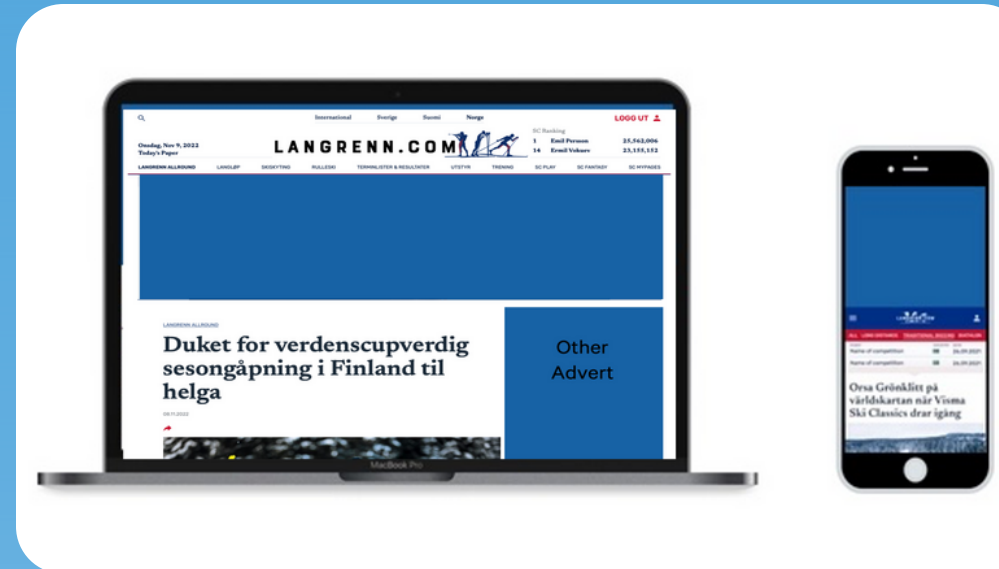 International Sverige Suomi Norge LOGG UT
Onsdag, Nov 9, 2022
Today's Paper
LANGRENN.COM
SC Ranking
1 Emil Persson 25,562,006
14 Ermil Vokuev 23,155,152
LANGRENN ALLROUND LANGLØP SKISKYTING RULLESKI TERMINLISTER & RESULTATER UTSTYR TRENING SC PLAY SC FANTASY SC MYPAGES
LANGRENN ALLROUND
Duket for verdenscupverdig
sesongåpning i Finland til
helga
09.11.2022
Other
Advert
MacBook Pro
ALL LONG DISTANCE TRADITIONAL BIGGING BIATHLON
Name of competition 26.09.2021
Name of competition 26.09.2021
Orsa Grönklitt på
världskartan när Visma
Ski Classics drar igång